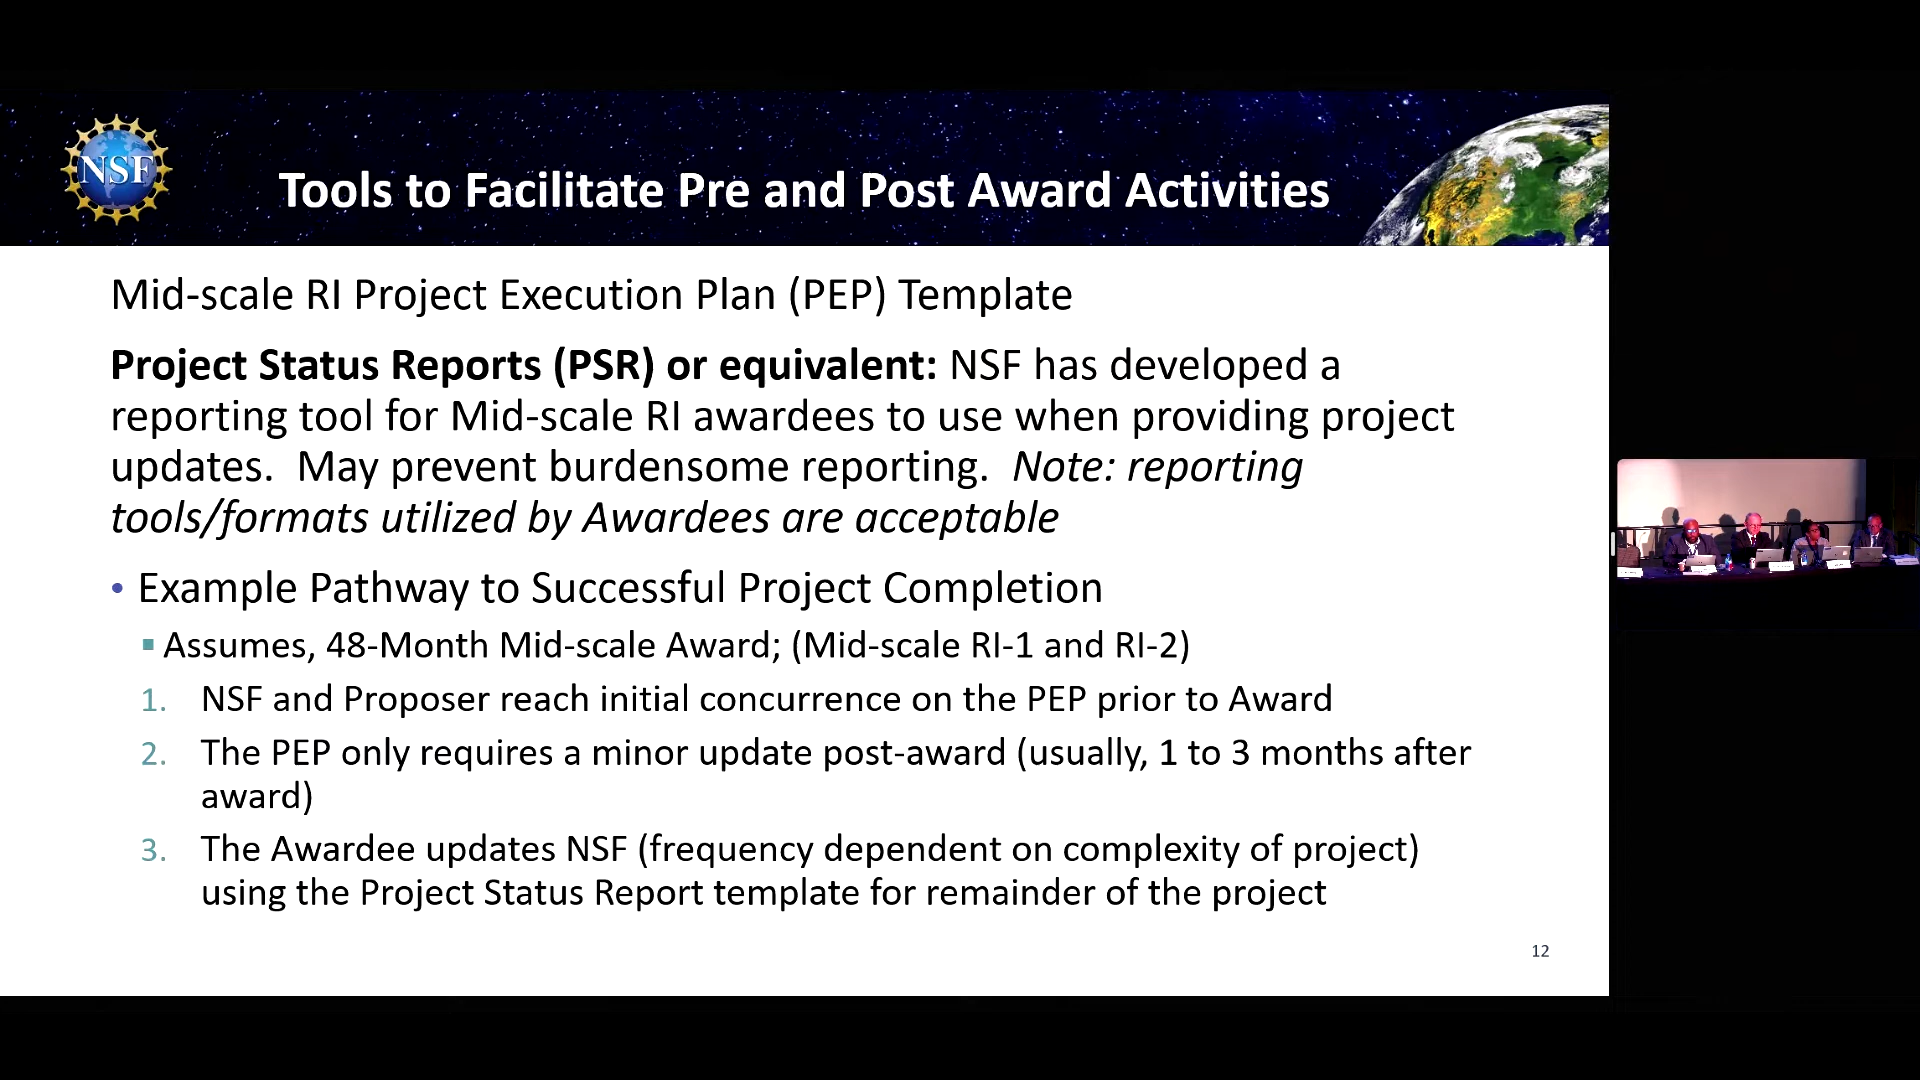 NSF
Tools to Facilitate Pre and Post Award Activities
Mid-scale RI Project Execution Plan (PEP) Template
Project Status Reports (PSR) or equivalent: NSF has developed a
reporting tool for Mid-scale RI awardees to use when providing project
updates.  May prevent burdensome reporting.  Note: reporting
tools/formats utilized by Awardees are acceptable
• Example Pathway to Successful Project Completion
▪ Assumes, 48-Month Mid-scale Award; (Mid-scale RI-1 and RI-2)
1. NSF and Proposer reach initial concurrence on the PEP prior to Award
2. The PEP only requires a minor update post-award (usually, 1 to 3 months after
award)
3. The Awardee updates NSF (frequency dependent on complexity of project)
using the Project Status Report template for remainder of the project
12